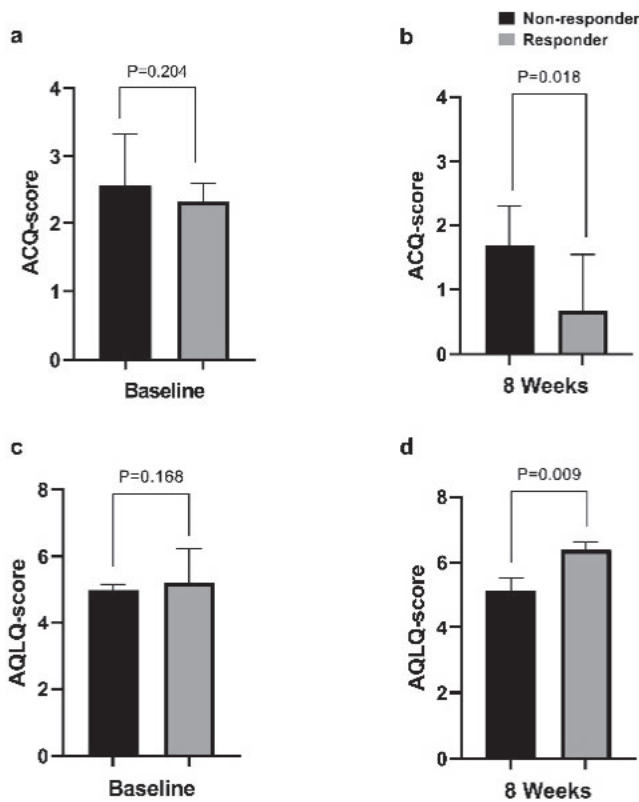 Non-responder
Responder
a
P=0.204
ACQ-score
4
3
2
1
0
Baseline
b
P=0.018
ACQ-score
4
3
2
1
0
8 Weeks
c
P=0.168
AQLQ-score
8
6
4
2
0
Baseline
d
P=0.009
AQLQ-score
8
6
4
2
0
8 Weeks